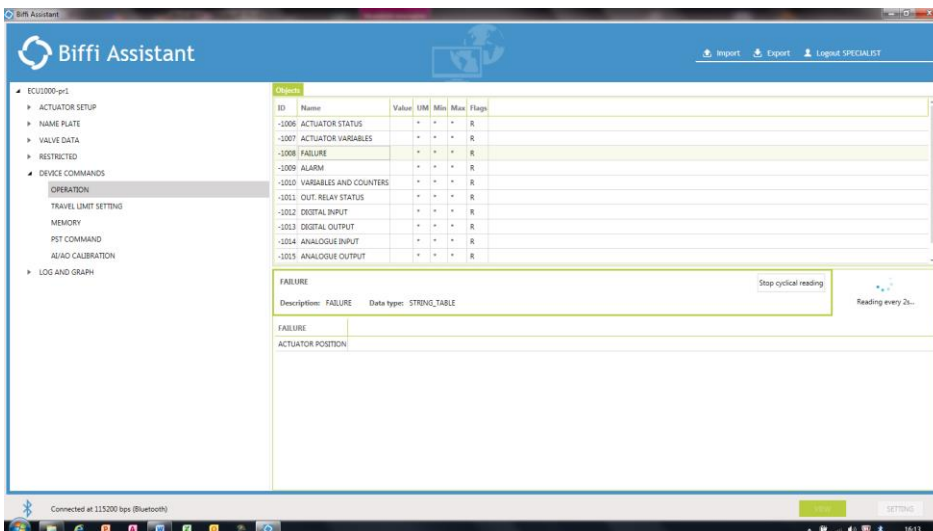 Biffi Assistant
Biffi Assistant
Import Export Logout SPECIALIST
ECU1000-pr1
ACTUATOR SETUP
NAME PLATE
VALVE DATA
RESTRICTED
DEVICE COMMANDS
OPERATION
TRAVEL LIMIT SETTING
MEMORY
PST COMMAND
AI/AO CALIBRATION
LOG AND GRAPH
Objects
ID Name Value UM Min Max Flags
-1006 ACTUATOR STATUS * * * R
-1007 ACTUATOR VARIABLES * * * R
-1008 FAILURE * * * R
-1009 ALARM * * * R
-1010 VARIABLES AND COUNTERS * * * R
-1011 OUT. RELAY STATUS * * * R
-1012 DIGITAL INPUT * * * R
-1013 DIGITAL OUTPUT * * * R
-1014 ANALOGUE INPUT * * * R
-1015 ANALOGUE OUTPUT * * * R
FAILURE Stop cyclical reading
Description: FAILURE Data type: STRING_TABLE Reading every 2s...
FAILURE
ACTUATOR POSITION
Connected at 115200 bps (Bluetooth) VIEW SETTING
16:13